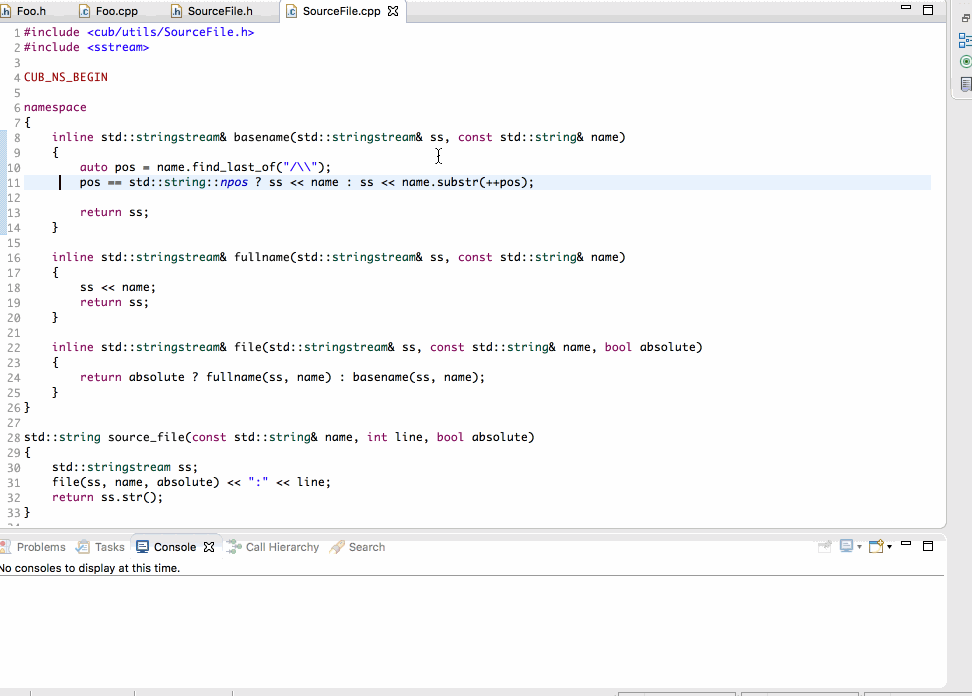 Foo.h Foo.cpp SourceFile.h SourceFile.cpp
1 #include <cub/utils/SourceFile.h>
2 #include <sstream>
3
4 CUB_NS_BEGIN
5
6 namespace
7 {
8 inline std::stringstream& basename(std::stringstream& ss, const std::string& name)
9 {
10 auto pos = name.find_last_of("/\\");
11 pos == std::string::npos ? ss << name : ss << name.substr(++pos);
12
13 return ss;
14 }
15
16 inline std::stringstream& fullname(std::stringstream& ss, const std::string& name)
17 {
18 ss << name;
19 return ss;
20 }
21
22 inline std::stringstream& file(std::stringstream& ss, const std::string& name, bool absolute)
23 {
24 return absolute ? fullname(ss, name) : basename(ss, name);
25 }
26 }
27
28 std::string source_file(const std::string& name, int line, bool absolute)
29 {
30 std::stringstream ss;
31 file(ss, name, absolute) << ":" << line;
32 return ss.str();
33 }
Problems Tasks Console Call Hierarchy Search
No consoles to display at this time.